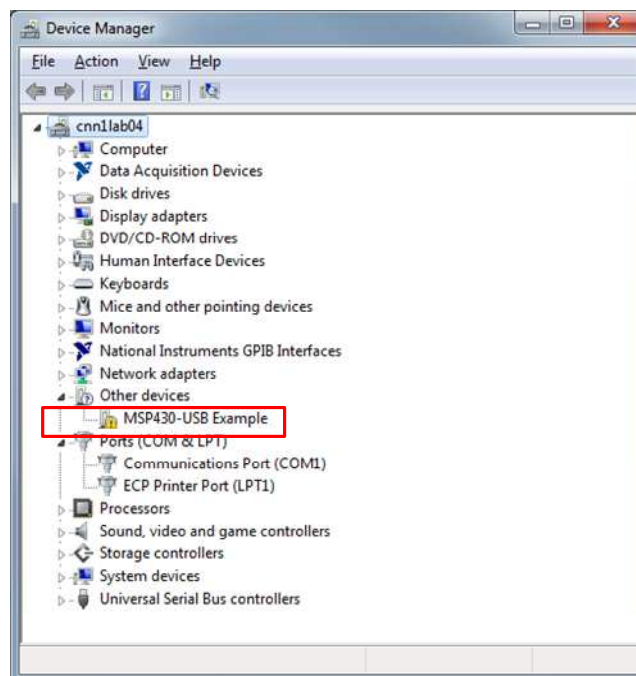 Device Manager
File Action View Help
cnn1lab04
Computer
Data Acquisition Devices
Disk drives
Display adapters
DVD/CD-ROM drives
Human Interface Devices
Keyboards
Mice and other pointing devices
Monitors
National Instruments GPIB Interfaces
Network adapters
Other devices
MSP430-USB Example
Ports (COM & LPT)
Communications Port (COM1)
ECP Printer Port (LPT1)
Processors
Sound, video and game controllers
Storage controllers
System devices
Universal Serial Bus controllers